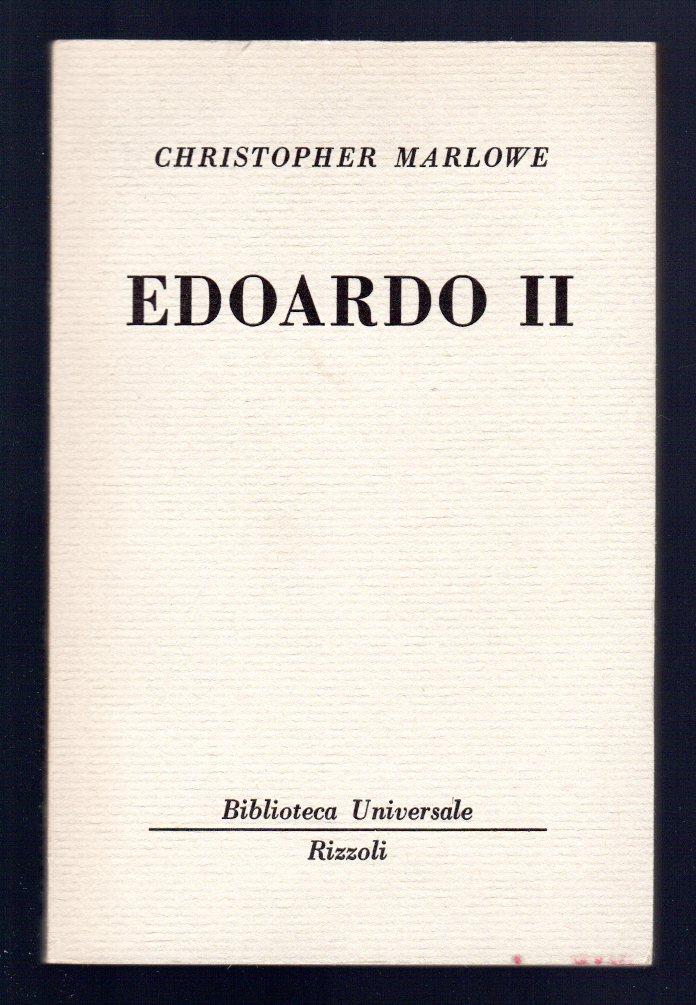 CHRISTOPHER MARLOWE
EDOARDO II
Biblioteca Universale
Rizzoli